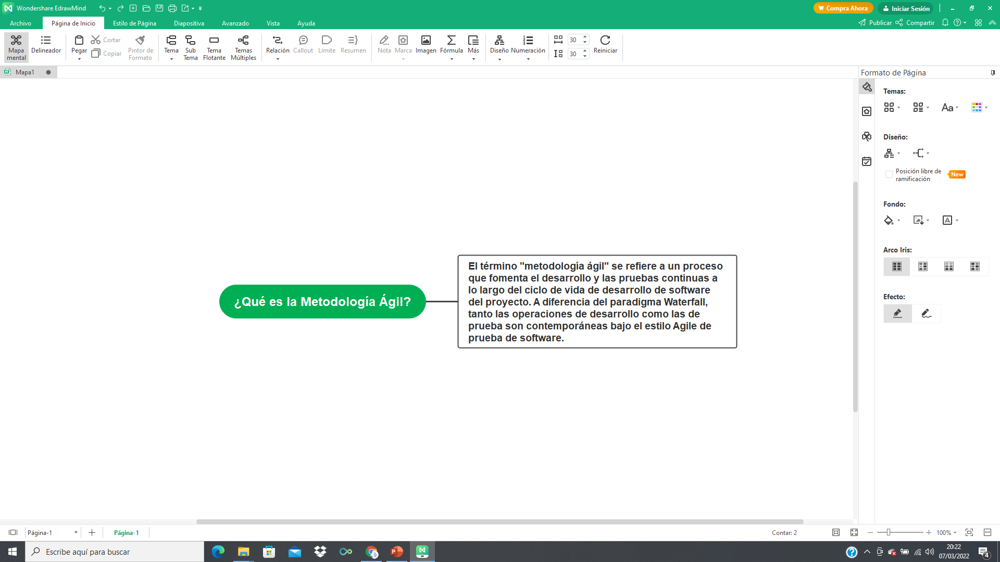 Wondershare EdrawMind
Compra Ahora
Iniciar Sesión
Archivo
Página de Inicio
Estilo de Página
Diapositiva
Avanzado
Vista
Ayuda
Publicar
Compartir
Mapa
mental
Delineador
Pegar
Cortar
Copiar
Pintor de
Formato
Tema
Sub
Tema
Tema
Flotante
Temas
Múltiples
Relación
Callout
Límite
Resumen
Nota
Marca
Imagen
Fórmula
Más
Diseño
Numeración
30
30
Reiniciar
Mapa1
Formato de Página
Temas:
Aa
Diseño:
Posición libre de
ramificación
New
Fondo:
Arco Iris:
Efecto:
¿Qué es la Metodología Ágil?
El término "metodología ágil" se refiere a un proceso
que fomenta el desarrollo y las pruebas continuas a
lo largo del ciclo de vida de desarrollo de software
del proyecto. A diferencia del paradigma Waterfall,
tanto las operaciones de desarrollo como las de
prueba son contemporáneas bajo el estilo Agile de
prueba de software.
Página-1
Página-1
Contar: 2
100%
Escribe aquí para buscar
20:22
07/03/2022
4